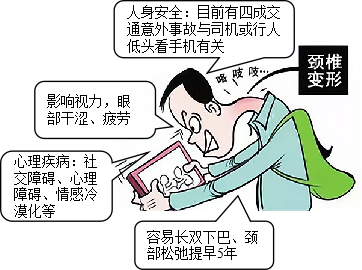 人身安全：目前有四成交
通意外事故与司机或行人
低头看手机有关
咯吱吱…
颈椎
变形
影响视力，眼
部干涩、疲劳
心理疾病：社
交障碍、心理
障碍、情感冷
漠化等
容易长双下巴、颈
部松弛提早5年